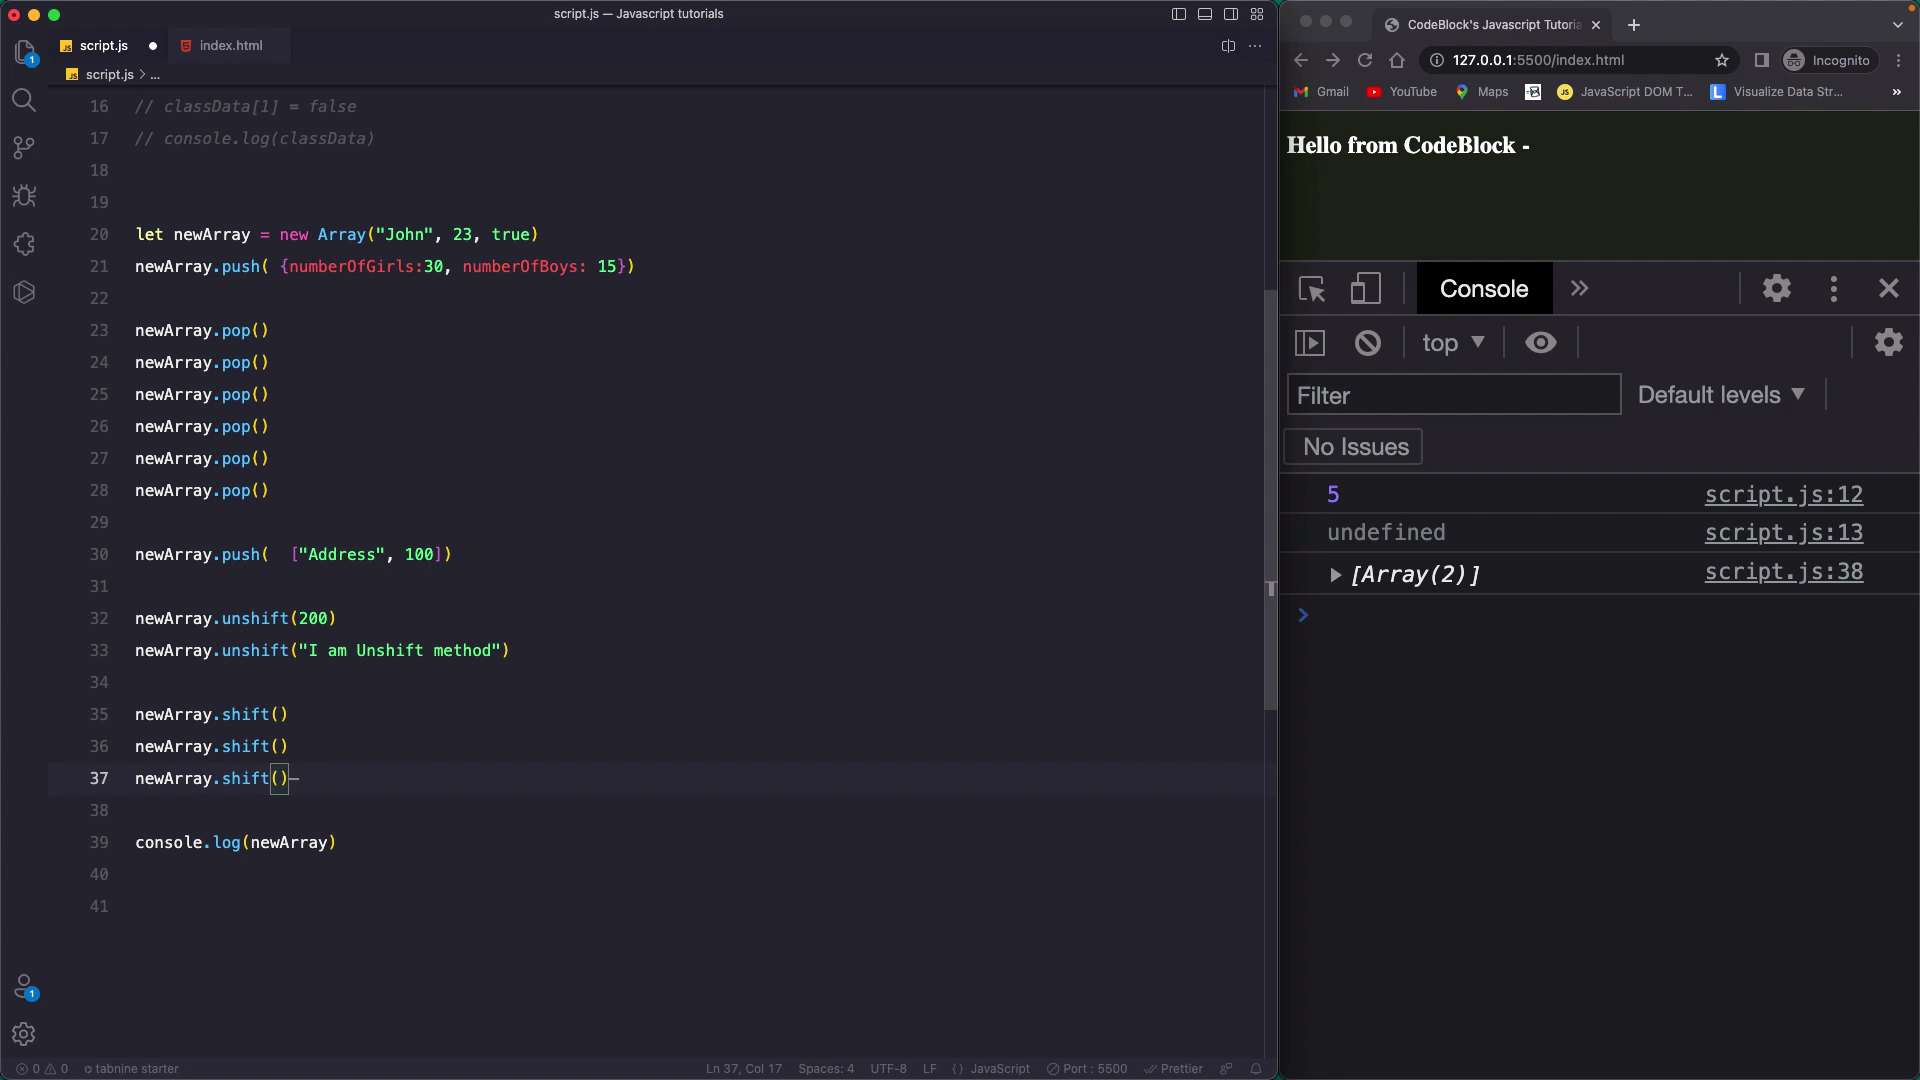 script.js — Javascript tutorials
script.js
index.html
script.js > ...
16 // classData[1] = false
17 // console.log(classData)
18
19
20 let newArray = new Array("John", 23, true)
21 newArray.push( {numberOfGirls:30, numberOfBoys: 15})
22
23 newArray.pop()
24 newArray.pop()
25 newArray.pop()
26 newArray.pop()
27 newArray.pop()
28 newArray.pop()
29
30 newArray.push(  ["Address", 100])
31
32 newArray.unshift(200)
33 newArray.unshift("I am Unshift method")
34
35 newArray.shift()
36 newArray.shift()
37 newArray.shift()
38
39 console.log(newArray)
40
41
1
1
0 0 tabnine starter
Ln 37, Col 17 Spaces: 4 UTF-8 LF {} JavaScript Port : 5500 Prettier
CodeBlock's Javascript Tutoria
127.0.0.1:5500/index.html
Incognito
Gmail YouTube Maps JavaScript DOM T... Visualize Data Str... »
Hello from CodeBlock -
Console
top
Filter
Default levels
No Issues
5 script.js:12
undefined script.js:13
[Array(2)] script.js:38